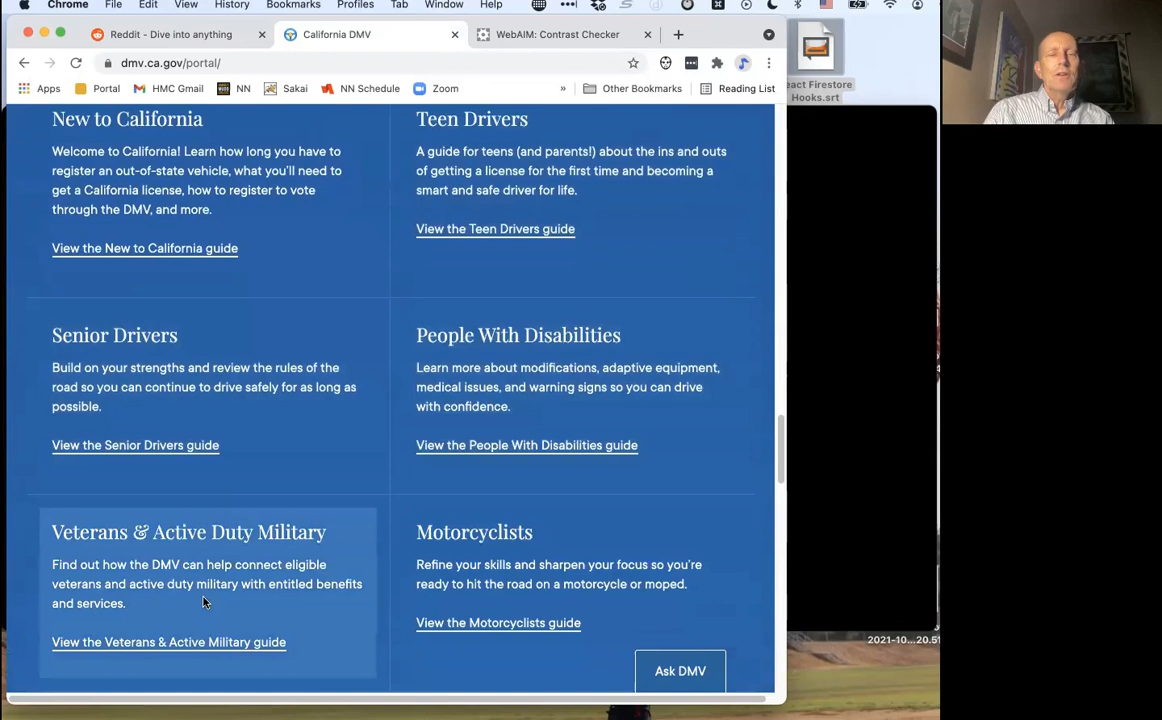 Chrome File Edit View History Bookmarks Profiles Tab Window Help
Reddit - Dive into anything
California DMV
WebAIM: Contrast Checker
dmv.ca.gov/portal/
Apps Portal HMC Gmail NN Sakai NN Schedule Zoom » Other Bookmarks Reading List
eact Firestore
Hooks.srt
New to California
Welcome to California! Learn how long you have to
register an out-of-state vehicle, what you'll need to
get a California license, how to register to vote
through the DMV, and more.
View the New to California guide
Teen Drivers
A guide for teens (and parents!) about the ins and outs
of getting a license for the first time and becoming a
smart and safe driver for life.
View the Teen Drivers guide
Senior Drivers
Build on your strengths and review the rules of the
road so you can continue to drive safely for as long as
possible.
View the Senior Drivers guide
People With Disabilities
Learn more about modifications, adaptive equipment,
medical issues, and warning signs so you can drive
with confidence.
View the People With Disabilities guide
Veterans & Active Duty Military
Find out how the DMV can help connect eligible
veterans and active duty military with entitled benefits
and services.
View the Veterans & Active Military guide
Motorcyclists
Refine your skills and sharpen your focus so you're
ready to hit the road on a motorcycle or moped.
View the Motorcyclists guide
Ask DMV
2021-10...20.51